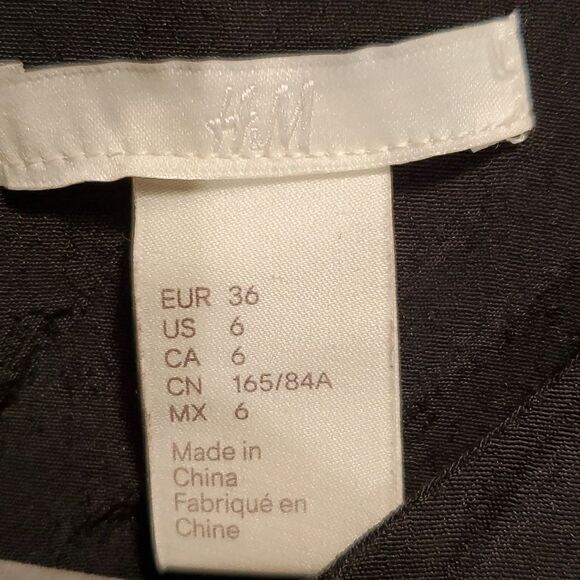 H&M
EUR 36
US 6
CA 6
CN 165/84A
MX 6
Made in
China
Fabriqué en
Chine